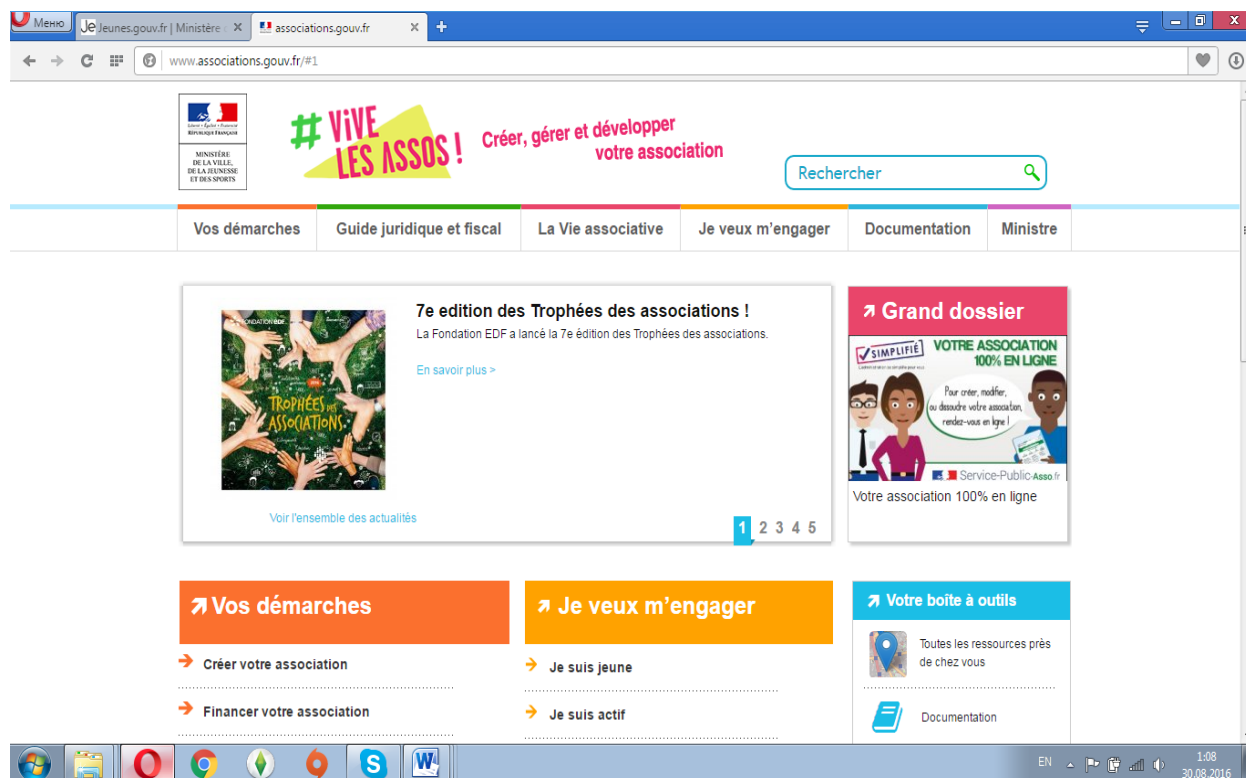 Меню
Jeunes.gouv.fr | Ministère
associations.gouv.fr
www.associations.gouv.fr/#1
RÉPUBLIQUE FRANÇAISE
MINISTÈRE
DE LA VILLE,
DE LA JEUNESSE
ET DES SPORTS
# ViVE
LES ASSOS !
Créer, gérer et développer
votre association
Rechercher
Vos démarches
Guide juridique et fiscal
La Vie associative
Je veux m'engager
Documentation
Ministre
FONDATION EDF
TROPHÉES DES
ASSOCIATIONS
7e edition des Trophées des associations !
La Fondation EDF a lancé la 7e édition des Trophées des associations.
En savoir plus >
Voir l'ensemble des actualités
1 2 3 4 5
Grand dossier
SIMPLIFIÉ
VOTRE ASSOCIATION
100% EN LIGNE
Pour créer, modifier,
ou dissoudre votre association,
rendez-vous en ligne !
Service-Public-Asso.fr
Votre association 100% en ligne
Vos démarches
Créer votre association
Financer votre association
Je veux m'engager
Je suis jeune
Je suis actif
Votre boîte à outils
Toutes les ressources près
de chez vous
Documentation
EN
1:08
30.08.2016